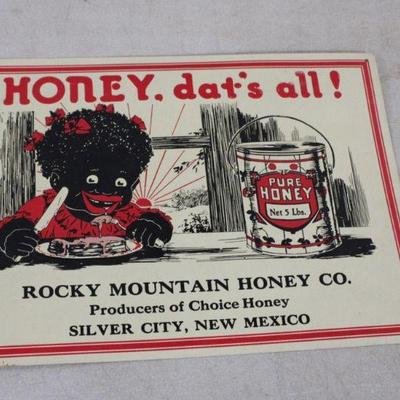 HONEY, dat's all!
PURE
HONEY
Net 5 Lbs.
ROCKY MOUNTAIN HONEY CO.
Producers of Choice Honey
SILVER CITY, NEW MEXICO